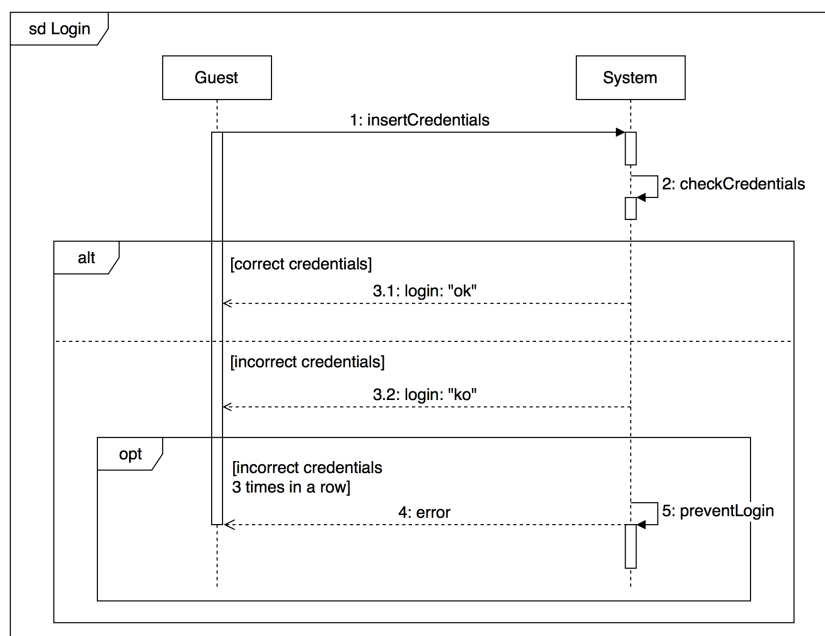 sd Login
Guest
System
1: insertCredentials
2: checkCredentials
alt
[correct credentials]
3.1: login: "ok"
[incorrect credentials]
3.2: login: "ko"
opt
[incorrect credentials
3 times in a row]
4: error
5: preventLogin